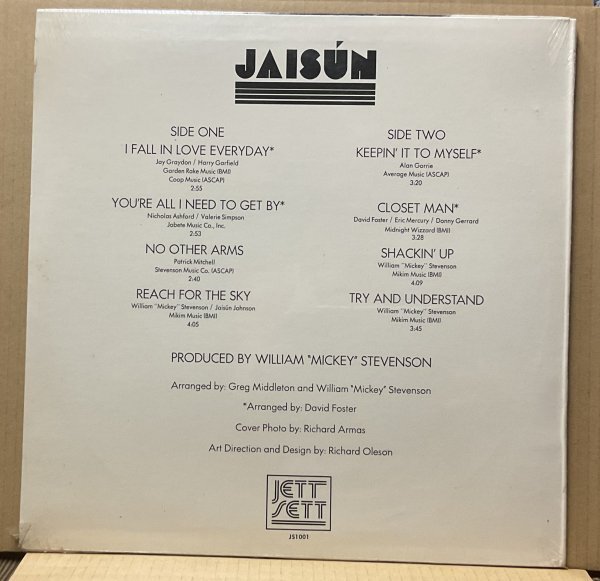 JAISÚN
SIDE ONE
I FALL IN LOVE EVERYDAY*
Jay Graydon / Harry Garfield
Garden Rake Music (BMI)
Coop Music (ASCAP)
2:55
YOU'RE ALL I NEED TO GET BY*
Nicholas Ashford / Valerie Simpson
Jobete Music Co., Inc.
2:53
NO OTHER ARMS
Patrick Mitchell
Stevenson Music Co. (ASCAP)
2:40
REACH FOR THE SKY
William "Mickey" Stevenson / Jaisún Johnson
Mikim Music (BMI)
4:05
SIDE TWO
KEEPIN' IT TO MYSELF*
Alan Gorrie
Average Music (ASCAP)
3:20
CLOSET MAN*
David Foster / Eric Mercury / Donny Gerrard
Midnight Wizzard (BMI)
3:28
SHACKIN' UP
William "Mickey" Stevenson
Mikim Music (BMI)
4:09
TRY AND UNDERSTAND
William "Mickey" Stevenson
Mikim Music (BMI)
3:45
PRODUCED BY WILLIAM "MICKEY" STEVENSON
Arranged by: Greg Middleton and William "Mickey" Stevenson
*Arranged by: David Foster
Cover Photo by: Richard Armas
Art Direction and Design by: Richard Oleson
JETT
SETT
JS1001